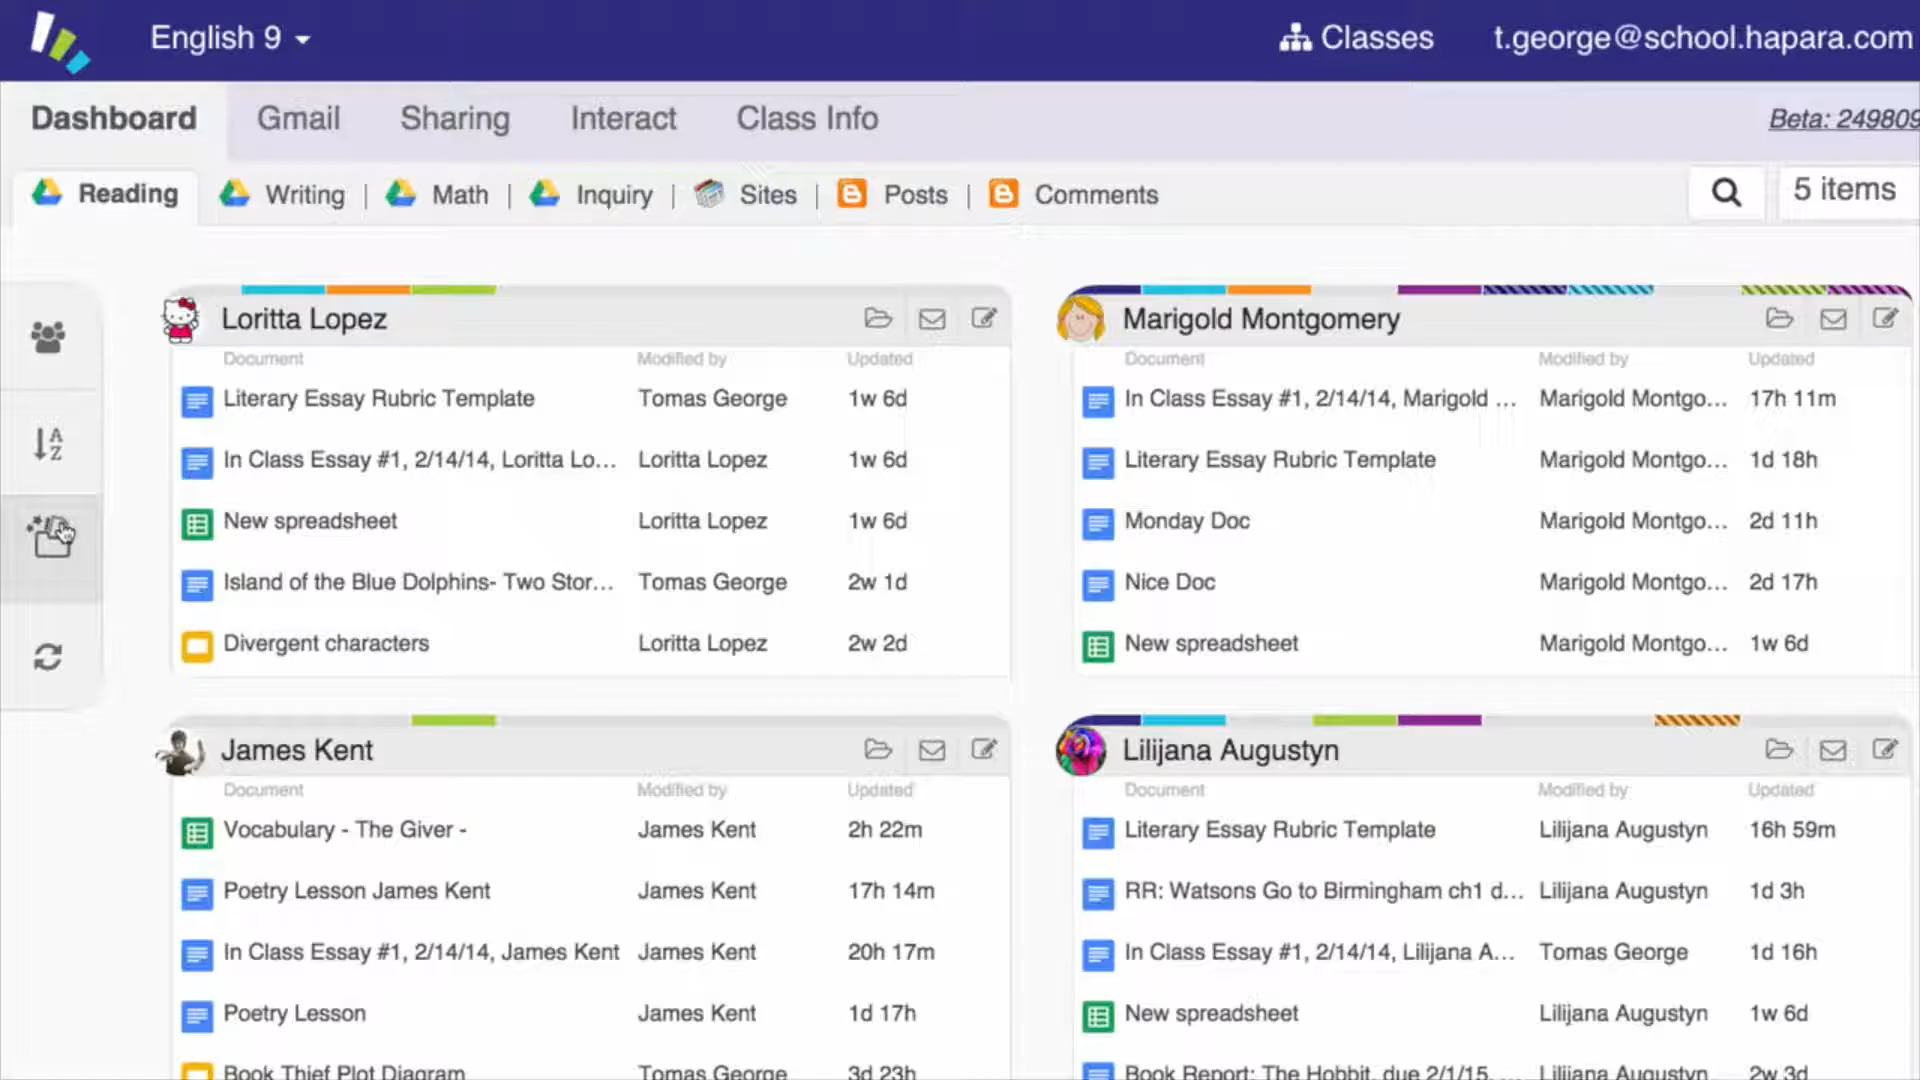 English 9 Classes t.george@school.hapara.com
Dashboard Gmail Sharing Interact Class Info Beta: 249809
Reading Writing | Math | Inquiry | Sites | Posts | Comments 5 items
Loritta Lopez
Document Modified by Updated
Literary Essay Rubric Template Tomas George 1w 6d
In Class Essay #1, 2/14/14, Loritta Lo... Loritta Lopez 1w 6d
New spreadsheet Loritta Lopez 1w 6d
Island of the Blue Dolphins- Two Stor... Tomas George 2w 1d
Divergent characters Loritta Lopez 2w 2d
Marigold Montgomery
Document Modified by Updated
In Class Essay #1, 2/14/14, Marigold ... Marigold Montgo... 17h 11m
Literary Essay Rubric Template Marigold Montgo... 1d 18h
Monday Doc Marigold Montgo... 2d 11h
Nice Doc Marigold Montgo... 2d 17h
New spreadsheet Marigold Montgo... 1w 6d
James Kent
Document Modified by Updated
Vocabulary - The Giver - James Kent 2h 22m
Poetry Lesson James Kent James Kent 17h 14m
In Class Essay #1, 2/14/14, James Kent James Kent 20h 17m
Poetry Lesson James Kent 1d 17h
Book Thief Plot Diagram Tomas George 3d 23h
Lilijana Augustyn
Document Modified by Updated
Literary Essay Rubric Template Lilijana Augustyn 16h 59m
RR: Watsons Go to Birmingham ch1 d... Lilijana Augustyn 1d 3h
In Class Essay #1, 2/14/14, Lilijana A... Tomas George 1d 16h
New spreadsheet Lilijana Augustyn 1w 6d
Book Report: The Hobbit, due 2/1/15, ... Lilijana Augustyn 2w 3d